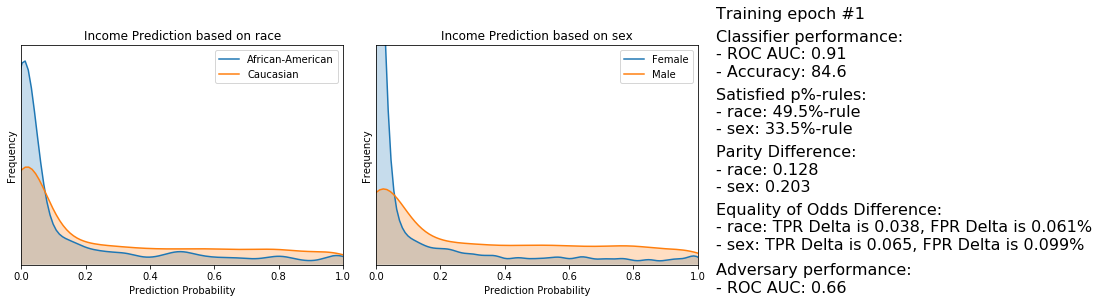 Income Prediction based on race
African-American
Caucasian
Frequency
0.0 0.2 0.4 0.6 0.8 1.0
Prediction Probability
Income Prediction based on sex
Female
Male
Frequency
0.0 0.2 0.4 0.6 0.8 1.0
Prediction Probability
Training epoch #1
Classifier performance:
- ROC AUC: 0.91
- Accuracy: 84.6
Satisfied p%-rules:
- race: 49.5%-rule
- sex: 33.5%-rule
Parity Difference:
- race: 0.128
- sex: 0.203
Equality of Odds Difference:
- race: TPR Delta is 0.038, FPR Delta is 0.061%
- sex: TPR Delta is 0.065, FPR Delta is 0.099%
Adversary performance:
- ROC AUC: 0.66